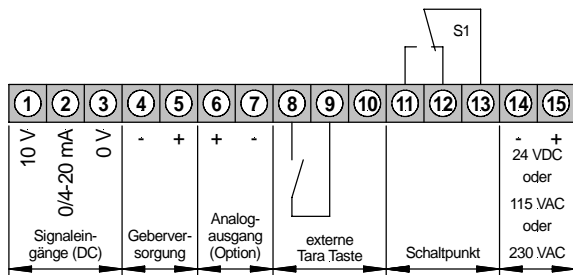 S1
1 2 3 4 5 6 7 8 9 10 11 12 13 14 15
10 V
0/4-20 mA
0 V
- +
+ -
- +
24 VDC
oder
115 VAC
oder
230 VAC
Signalein-
gänge (DC)
Geberver-
sorgung
Analog-
ausgang
(Option)
externe
Tara Taste
Schaltpunkt